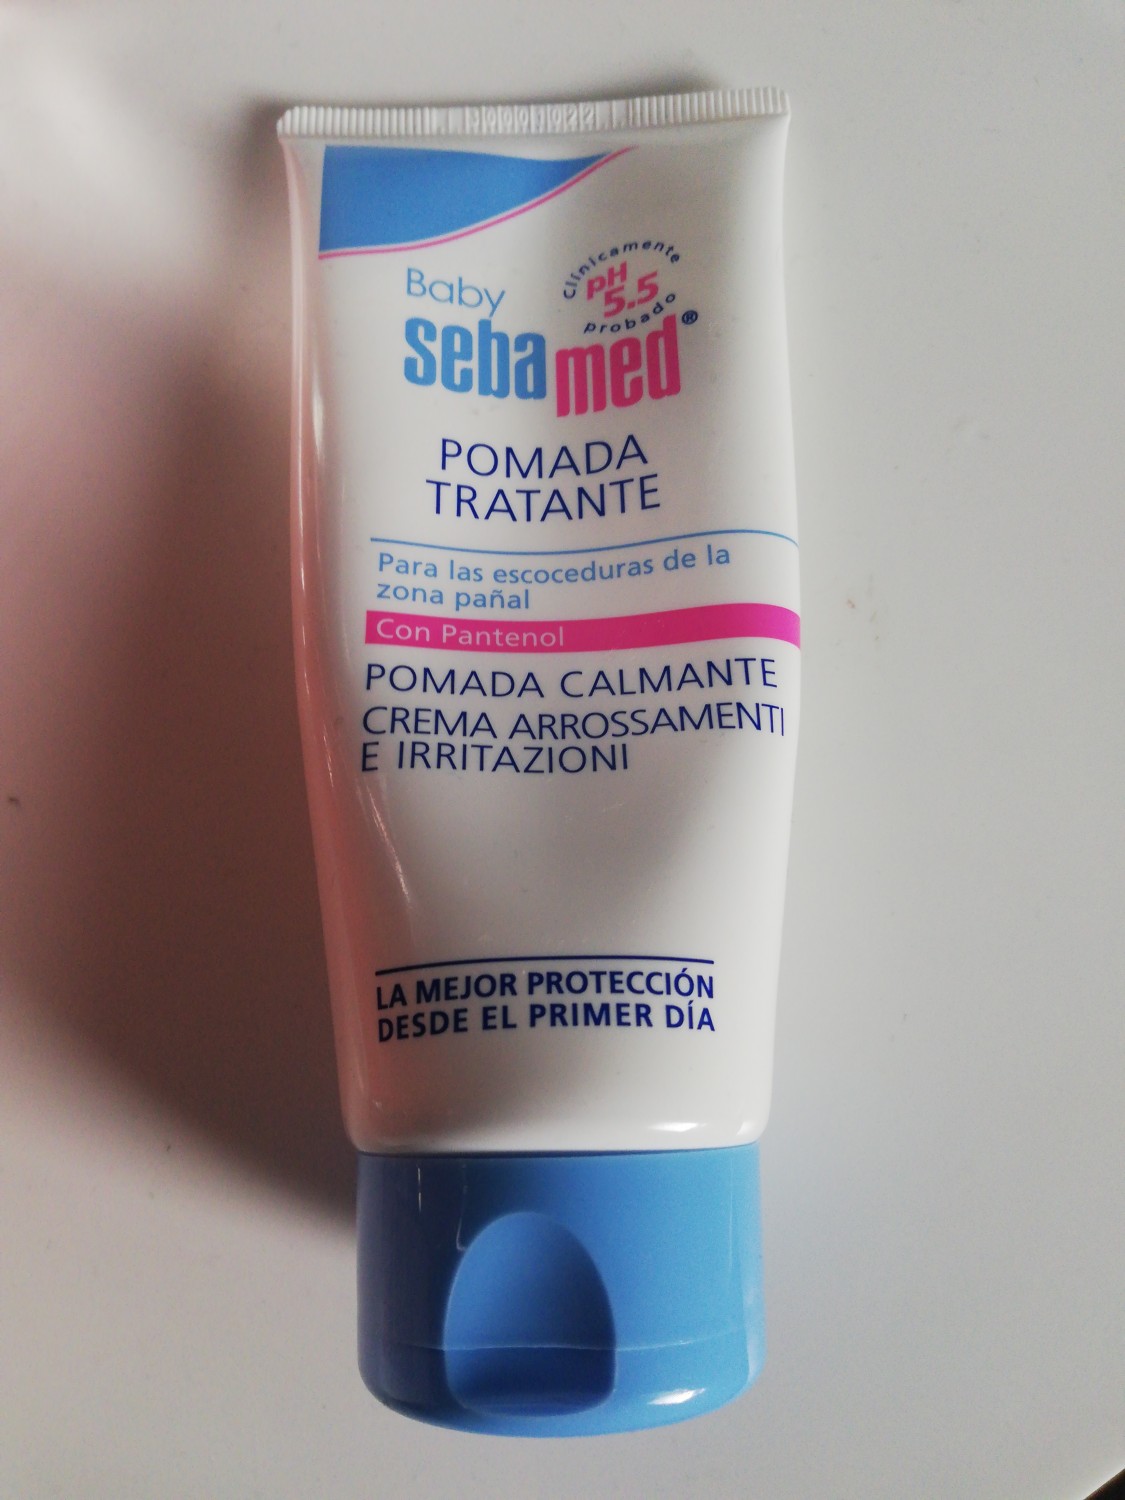 Baby
sebamed®
Clínicamente
pH
5.5
probado
POMADA
TRATANTE
Para las escoceduras de la
zona pañal
Con Pantenol
POMADA CALMANTE
CREMA ARROSSAMENTI
E IRRITAZIONI
LA MEJOR PROTECCIÓN
DESDE EL PRIMER DÍA